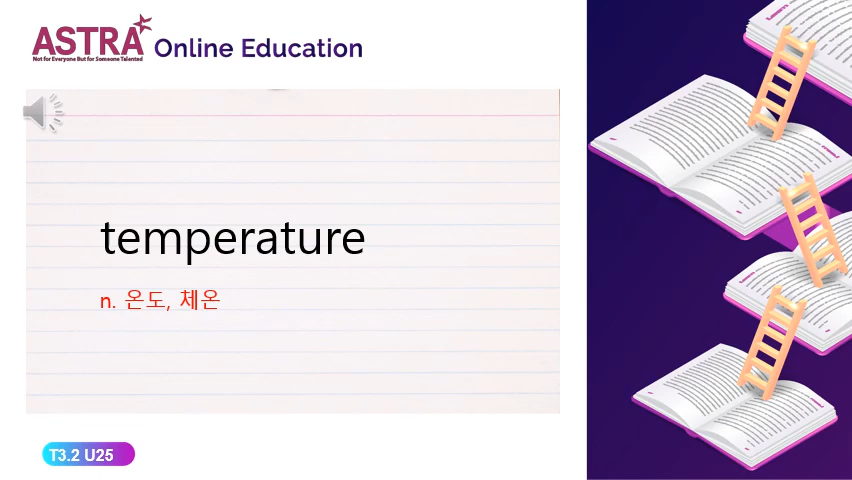 ASTRA Online Education
Not for Everyone But for Someone Talented
temperature
n. 온도, 체온
T3.2 U25